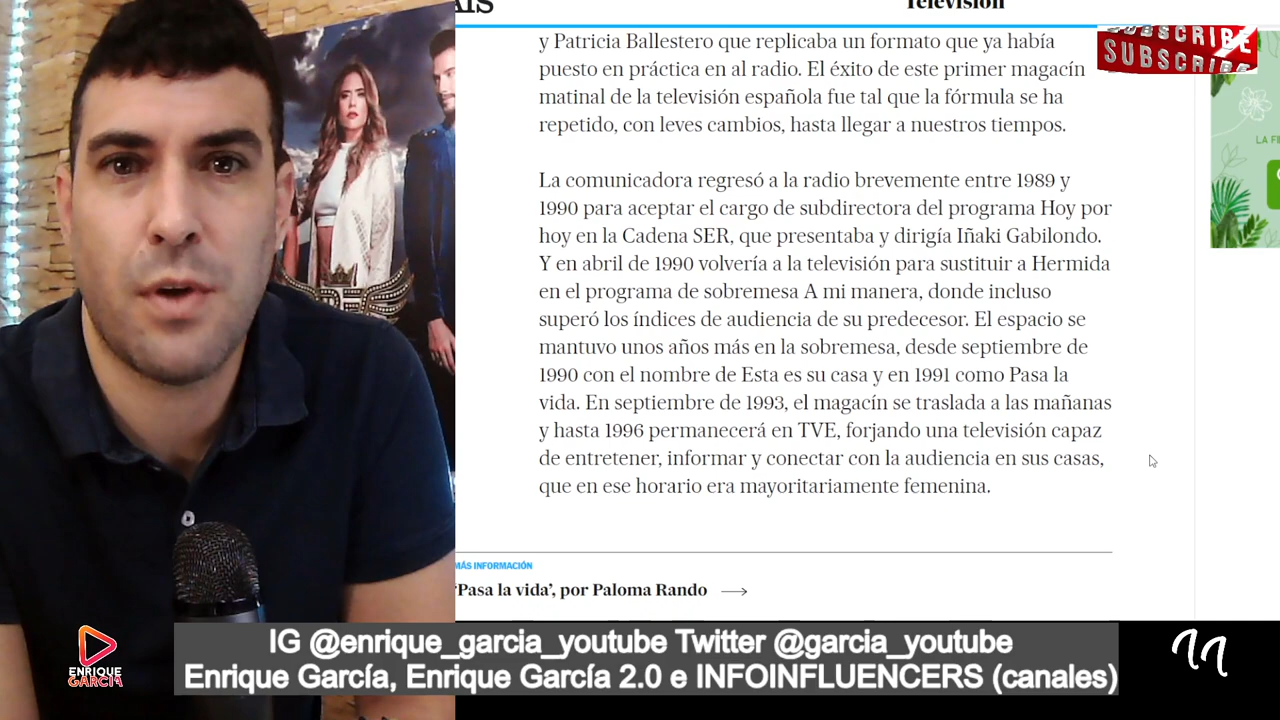 AIS
Televisión
SUBSCRIBE
SUBSCRIBE
y Patricia Ballestero que replicaba un formato que ya había
puesto en práctica en al radio. El éxito de este primer magacín
matinal de la televisión española fue tal que la fórmula se ha
repetido, con leves cambios, hasta llegar a nuestros tiempos.
La comunicadora regresó a la radio brevemente entre 1989 y
1990 para aceptar el cargo de subdirectora del programa Hoy por
hoy en la Cadena SER, que presentaba y dirigía Iñaki Gabilondo.
Y en abril de 1990 volvería a la televisión para sustituir a Hermida
en el programa de sobremesa A mi manera, donde incluso
superó los índices de audiencia de su predecesor. El espacio se
mantuvo unos años más en la sobremesa, desde septiembre de
1990 con el nombre de Esta es su casa y en 1991 como Pasa la
vida. En septiembre de 1993, el magacín se traslada a las mañanas
y hasta 1996 permanecerá en TVE, forjando una televisión capaz
de entretener, informar y conectar con la audiencia en sus casas,
que en ese horario era mayoritariamente femenina.
MÁS INFORMACIÓN
‘Pasa la vida’, por Paloma Rando
LA FI
IG @enrique_garcia_youtube Twitter @garcia_youtube
Enrique García, Enrique García 2.0 e INFOINFLUENCERS (canales)
ENRIQUE
GARCÍA